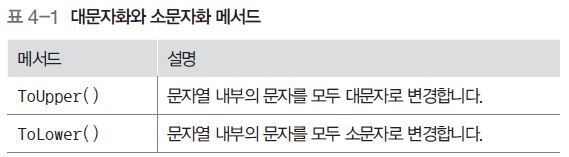 표 4-1 대문자화와 소문자화 메서드
메서드 설명
ToUpper() 문자열 내부의 문자를 모두 대문자로 변경합니다.
ToLower() 문자열 내부의 문자를 모두 소문자로 변경합니다.